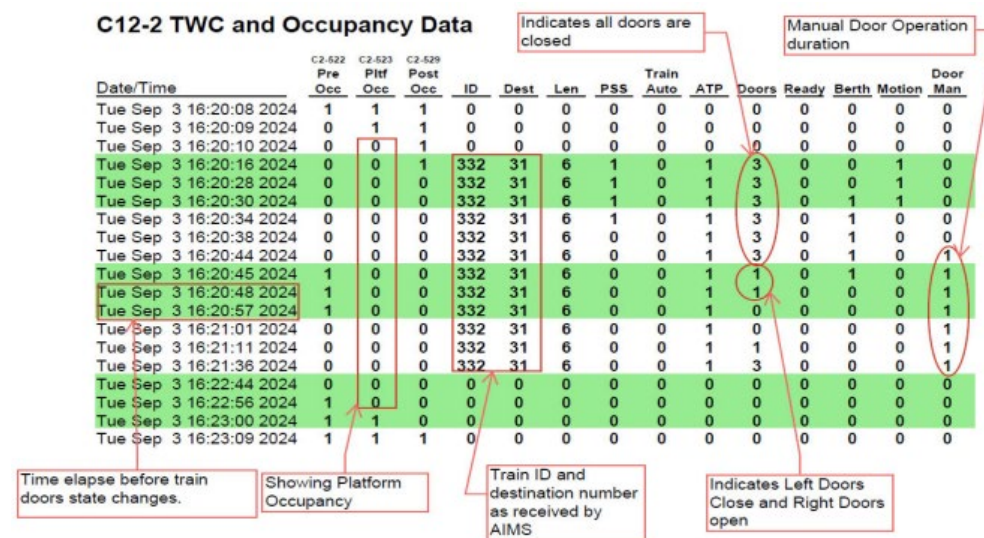 C12-2 TWC and Occupancy Data
Indicates all doors are
closed
Manual Door Operation
duration
C2-522 C2-523 C2-529
Pre Pltf Post Train Door
Date/Time Occ Occ Occ ID Dest Len PSS Auto ATP Doors Ready Berth Motion Man
Tue Sep 3 16:20:08 2024 1 1 1 0 0 0 0 0 0 0 0 0 0 0
Tue Sep 3 16:20:09 2024 0 1 1 0 0 0 0 0 0 0 0 0 0 0
Tue Sep 3 16:20:10 2024 0 0 1 0 0 0 0 0 0 0 0 0 0 0
Tue Sep 3 16:20:16 2024 0 0 1 332 31 6 1 0 1 3 0 0 1 0
Tue Sep 3 16:20:28 2024 0 0 0 332 31 6 1 0 1 3 0 0 1 0
Tue Sep 3 16:20:30 2024 0 0 0 332 31 6 1 0 1 3 0 1 1 0
Tue Sep 3 16:20:34 2024 0 0 0 332 31 6 1 0 1 3 0 1 0 0
Tue Sep 3 16:20:38 2024 0 0 0 332 31 6 0 0 1 3 0 1 0 0
Tue Sep 3 16:20:44 2024 0 0 0 332 31 6 0 0 1 3 0 1 0 1
Tue Sep 3 16:20:45 2024 1 0 0 332 31 6 0 0 1 1 0 1 0 1
Tue Sep 3 16:20:48 2024 1 0 0 332 31 6 0 0 1 1 0 0 0 1
Tue Sep 3 16:20:57 2024 1 0 0 332 31 6 0 0 1 0 0 0 0 1
Tue Sep 3 16:21:01 2024 0 0 0 332 31 6 0 0 1 0 0 0 0 1
Tue Sep 3 16:21:11 2024 0 0 0 332 31 6 0 0 1 1 0 0 0 1
Tue Sep 3 16:21:36 2024 0 0 0 332 31 6 0 0 1 3 0 0 0 1
Tue Sep 3 16:22:44 2024 0 0 0 0 0 0 0 0 0 0 0 0 0 0
Tue Sep 3 16:22:56 2024 1 0 0 0 0 0 0 0 0 0 0 0 0 0
Tue Sep 3 16:23:00 2024 1 1 0 0 0 0 0 0 0 0 0 0 0 0
Tue Sep 3 16:23:09 2024 1 1 1 0 0 0 0 0 0 0 0 0 0 0
Time elapse before train
doors state changes.
Showing Platform
Occupancy
Train ID and
destination number
as received by
AIMS
Indicates Left Doors
Close and Right Doors
open